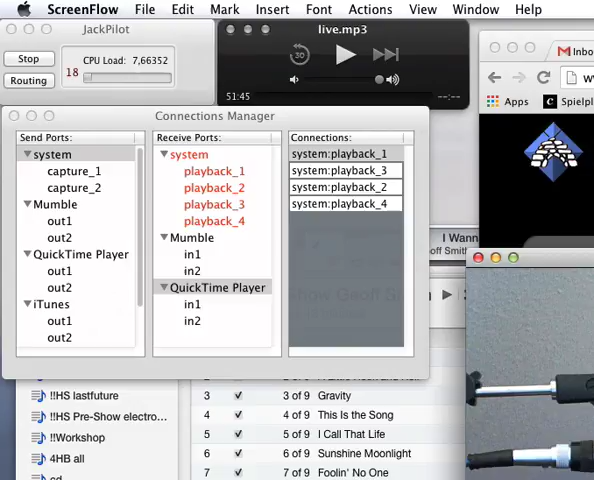 ScreenFlow File Edit Mark Insert Font Actions View Window Help
JackPilot
Stop
Routing
CPU Load: 7,66352
18
live.mp3
30
51:45 --:--
Inbo
w
Apps
Spielpl
Connections Manager
Send Ports:
system
capture_1
capture_2
Mumble
out1
out2
QuickTime Player
out1
out2
iTunes
out1
out2
Receive Ports:
system
playback_1
playback_2
playback_3
playback_4
Mumble
in1
in2
QuickTime Player
in1
in2
Connections:
system:playback_1
system:playback_3
system:playback_2
system:playback_4
I Wann
off Smith
!!HS lastfuture
!!HS Pre-Show electro...
!!Workshop
4HB all
3 3 of 9 Gravity
4 4 of 9 This Is the Song
5 5 of 9 I Call That Life
6 6 of 9 Sunshine Moonlight
7 7 of 9 Foolin' No One